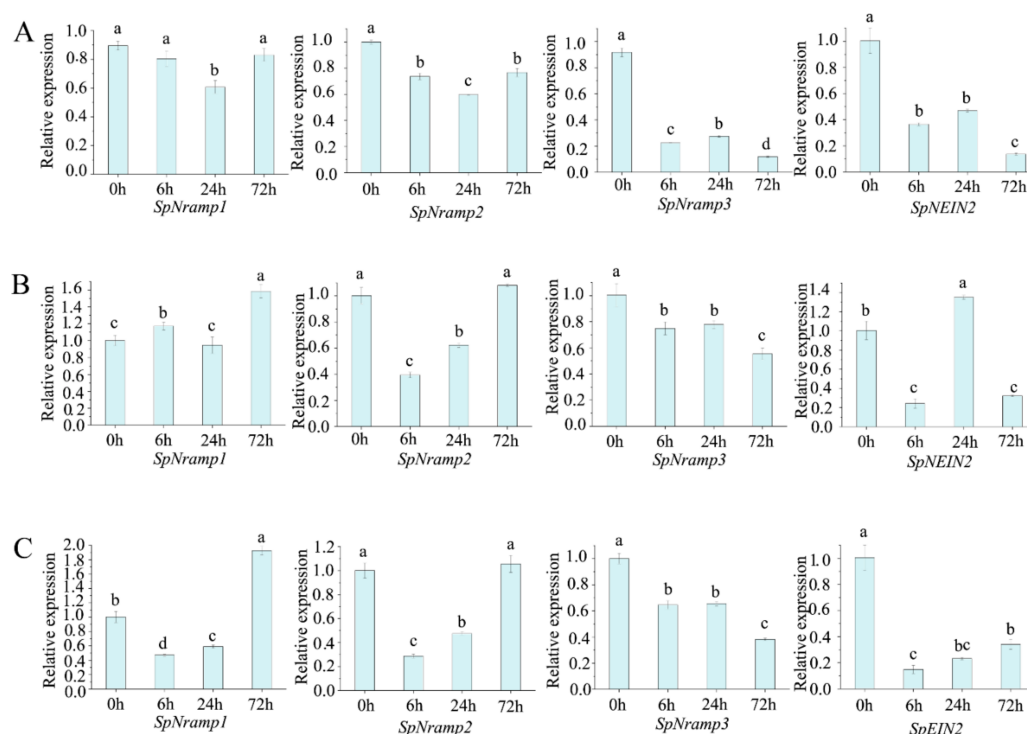 A
Relative expression
1.0
0.8
0.6
0.4
0.2
0.0
a
a
b
a
0h 6h 24h 72h
SpNramp1
Relative expression
1.0
0.8
0.6
0.4
0.2
0.0
a
b
c
b
0h 6h 24h 72h
SpNramp2
Relative expression
1.0
0.8
0.6
0.4
0.2
0.0
a
c
b
d
0h 6h 24h 72h
SpNramp3
Relative expression
1.0
0.8
0.6
0.4
0.2
0.0
a
b
b
c
0h 6h 24h 72h
SpNEIN2
B
Relative expression
1.6
1.4
1.2
1.0
0.8
0.6
0.4
0.2
0.0
c
b
c
a
0h 6h 24h 72h
SpNramp1
Relative expression
1.0
0.8
0.6
0.4
0.2
0.0
a
c
b
a
0h 6h 24h 72h
SpNramp2
Relative expression
1.0
0.8
0.6
0.4
0.2
0.0
a
b
b
c
0h 6h 24h 72h
SpNramp3
Relative expression
1.4
1.2
1.0
0.8
0.6
0.4
0.2
0.0
b
c
a
c
0h 6h 24h 72h
SpNEIN2
C
Relative expression
2.0
1.8
1.6
1.4
1.2
1.0
0.8
0.6
0.4
0.2
0.0
b
d
c
a
0h 6h 24h 72h
SpNramp1
Relative expression
1.2
1.0
0.8
0.6
0.4
0.2
0.0
a
c
b
a
0h 6h 24h 72h
SpNramp2
Relative expression
1.0
0.8
0.6
0.4
0.2
0.0
a
b
b
c
0h 6h 24h 72h
SpNramp3
Relative expression
1.0
0.8
0.6
0.4
0.2
0.0
a
c
bc
b
0h 6h 24h 72h
SpEIN2